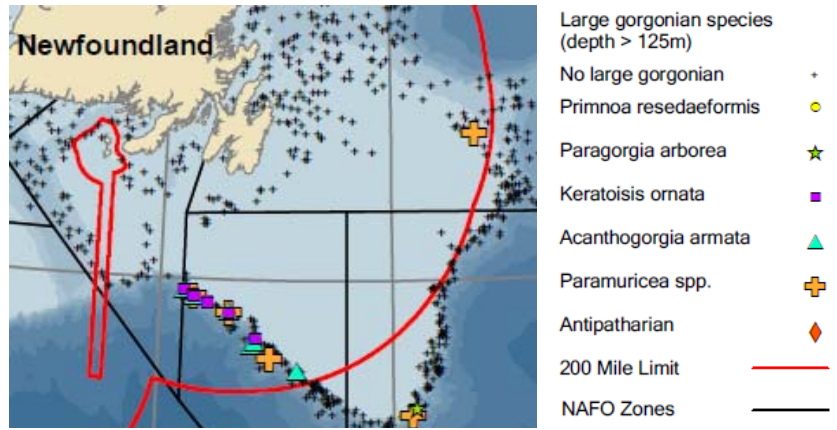 Newfoundland
Large gorgonian species
(depth > 125m)
No large gorgonian
Primnoa resedaeformis
Paragorgia arborea
Keratoisis ornata
Acanthogorgia armata
Paramuricea spp.
Antipatharian
200 Mile Limit
NAFO Zones